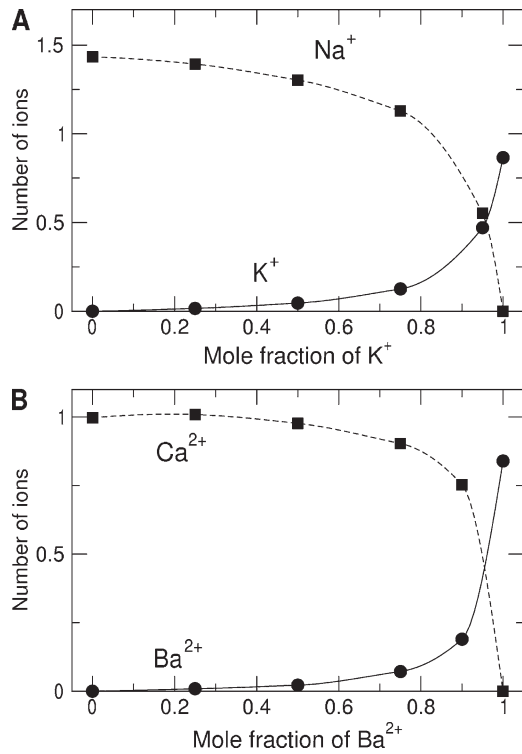 A
Na+
K+
Number of ions
1.5
1
0.5
0
0 0.2 0.4 0.6 0.8 1
Mole fraction of K+
B
Ca2+
Ba2+
Number of ions
1
0.5
0
0 0.2 0.4 0.6 0.8 1
Mole fraction of Ba2+